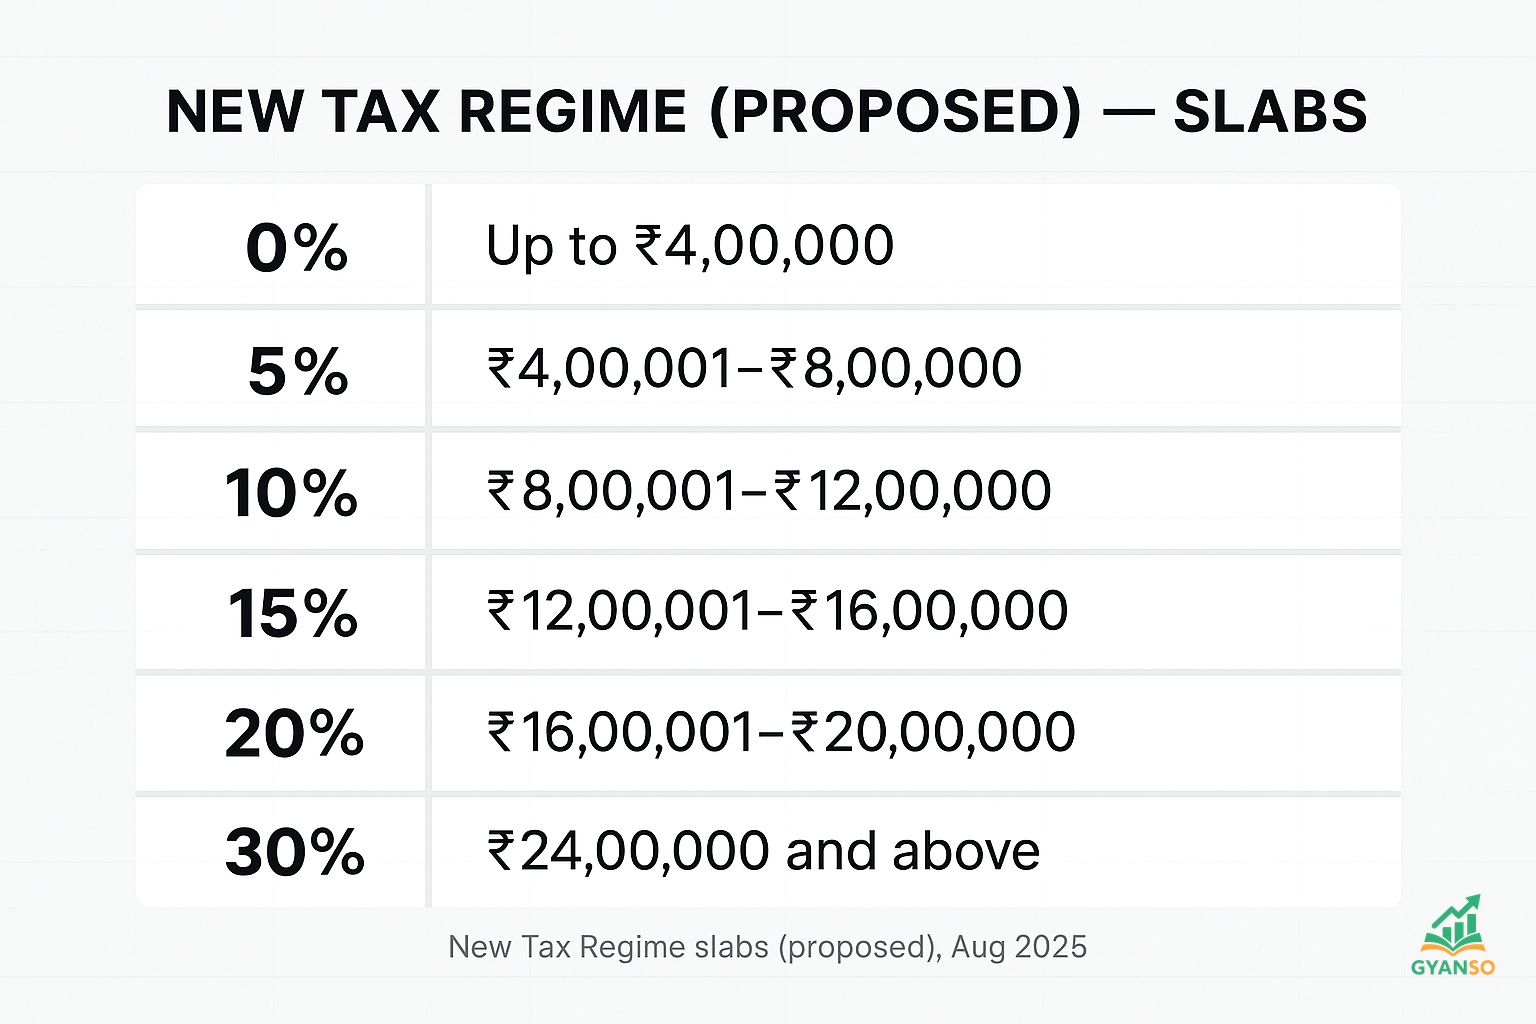 NEW TAX REGIME (PROPOSED) — SLABS
0% Up to ₹4,00,000
5% ₹4,00,001–₹8,00,000
10% ₹8,00,001–₹12,00,000
15% ₹12,00,001–₹16,00,000
20% ₹16,00,001–₹20,00,000
30% ₹24,00,000 and above
New Tax Regime slabs (proposed), Aug 2025
GYANSO